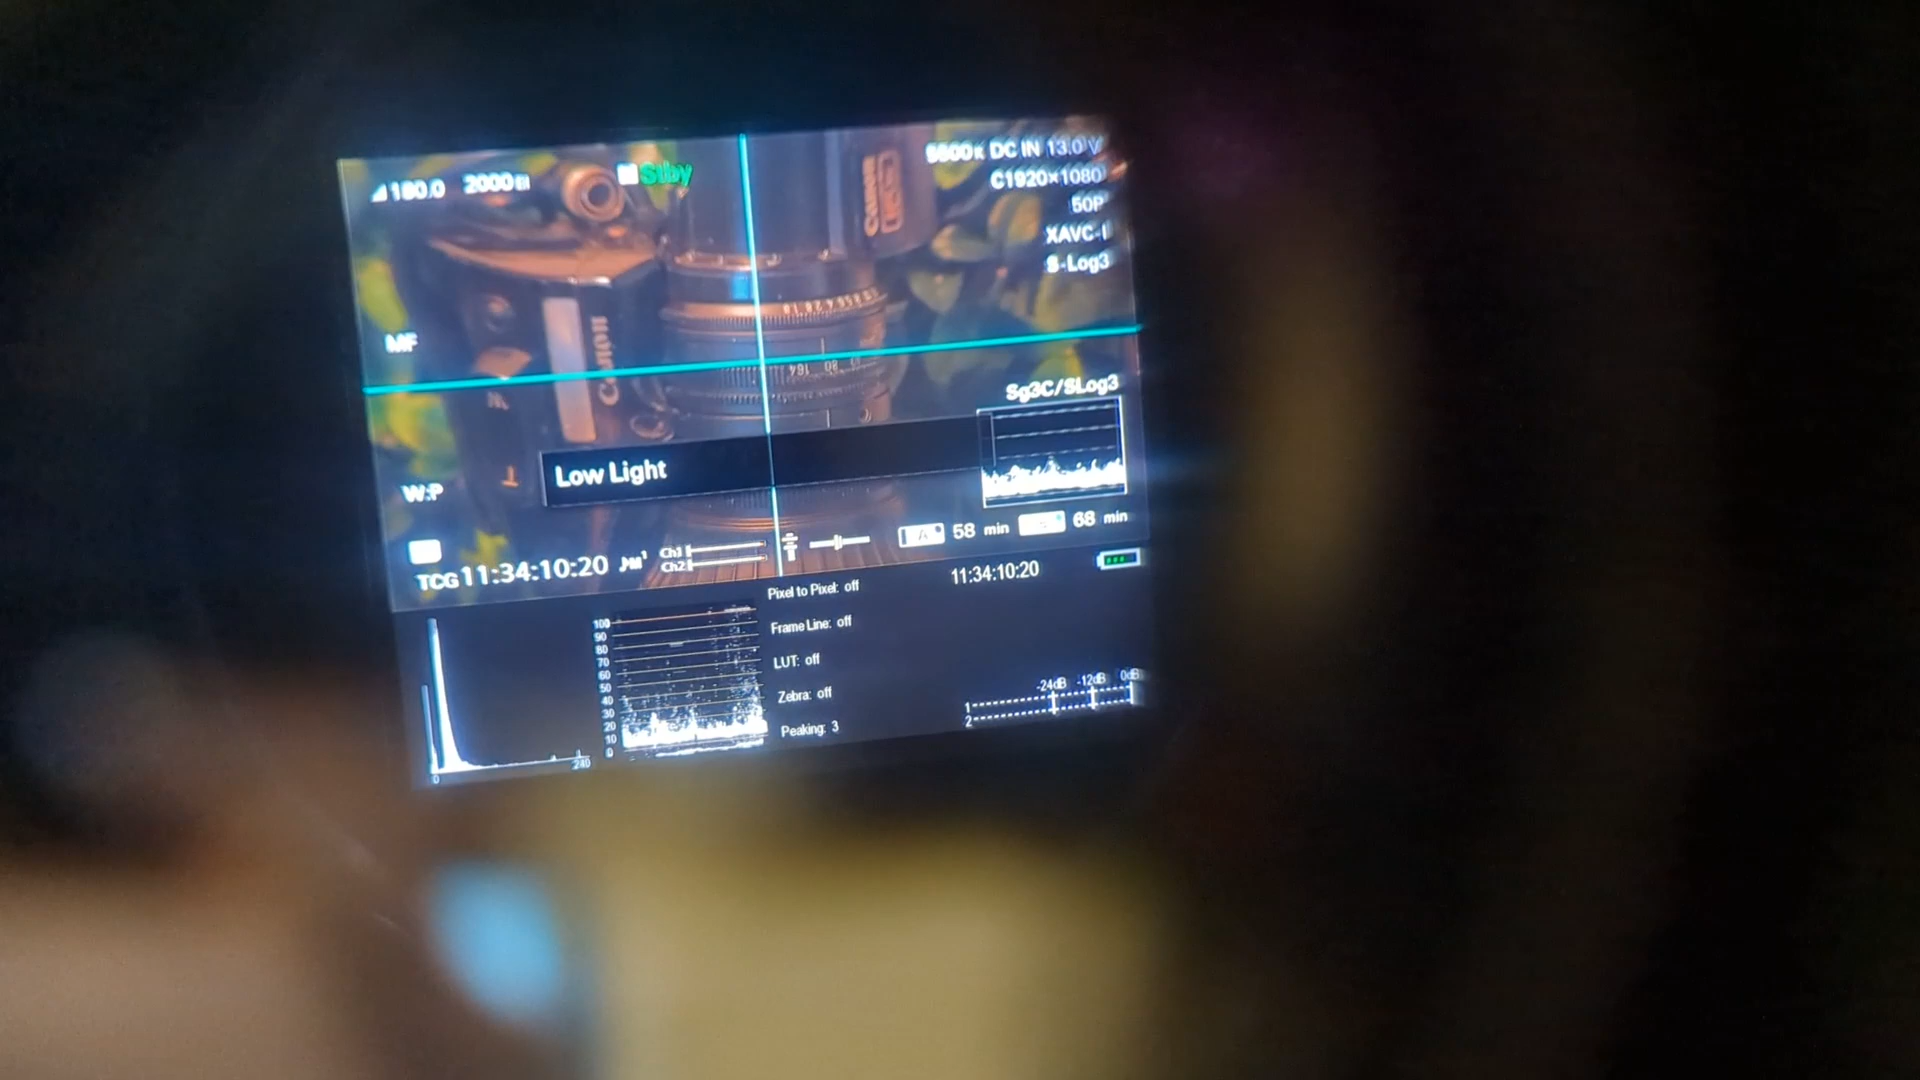 180.0 2000EI Stby 5600K DC IN 13.0 V
C1920×1080
50P
XAVC-I
S-Log3
Canon
Canon
MF
Sg3C/SLog3
Low Light
W:P
A 58 min 68 min
TCG 11:34:10:20
Ch1
Ch2
Pixel to Pixel: off
11:34:10:20
Frame Line: off
LUT: off
Zebra: off
Peaking: 3
100
90
80
70
60
50
40
30
20
10
0
0 240
-24dB -12dB 0dB
1
2